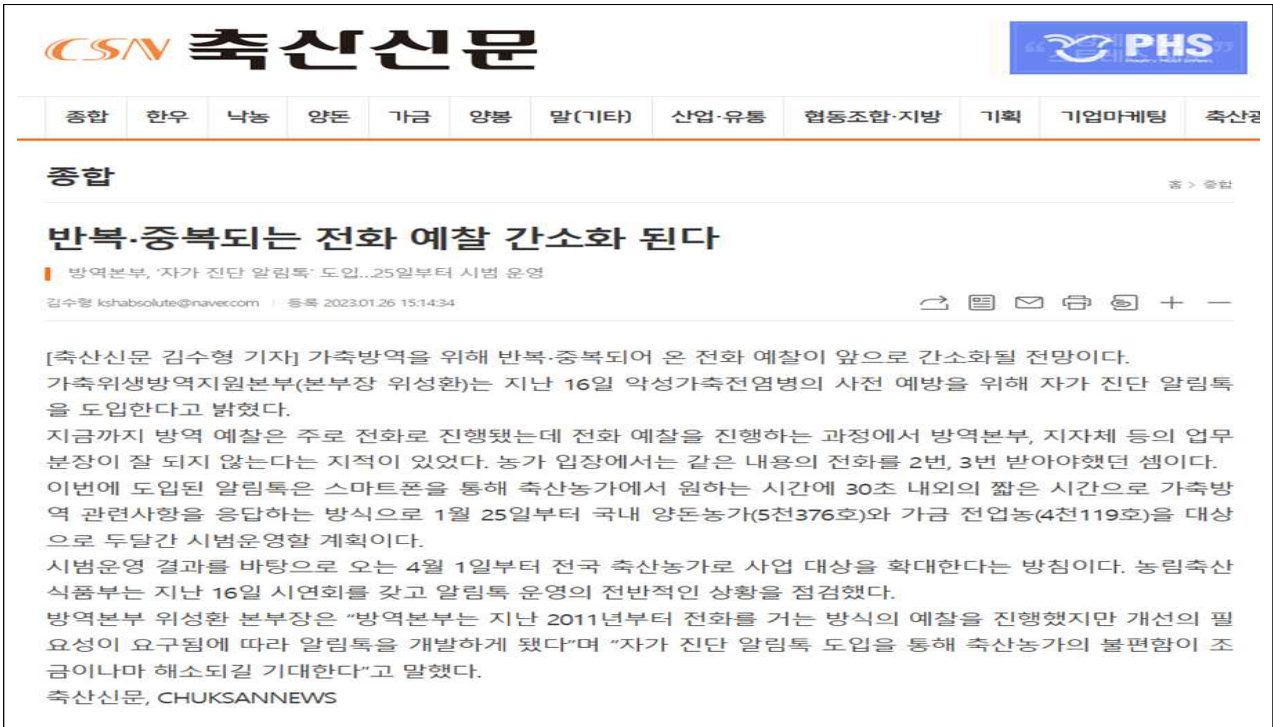 CSN 축산신문
PHS
종합 한우 낙농 양돈 가금 양봉 말(기타) 산업·유통 협동조합·지방 기획 기업마케팅
종합
홈 > 종합
반복·중복되는 전화 예찰 간소화 된다
방역본부, '자가 진단 알림톡' 도입...25일부터 시범 운영
김수형 kshabsolute@naver.com 등록 2023.01.26 15:14:34
[축산신문 김수형 기자] 가축방역을 위해 반복·중복되어 온 전화 예찰이 앞으로 간소화될 전망이다.
가축위생방역지원본부(본부장 위성환)는 지난 16일 악성가축전염병의 사전 예방을 위해 자가 진단 알림톡
을 도입한다고 밝혔다.
지금까지 방역 예찰은 주로 전화로 진행됐는데 전화 예찰을 진행하는 과정에서 방역본부, 지자체 등의 업무
분장이 잘 되지 않는다는 지적이 있었다. 농가 입장에서는 같은 내용의 전화를 2번, 3번 받아야했던 셈이다.
이번에 도입된 알림톡은 스마트폰을 통해 축산농가에서 원하는 시간에 30초 내외의 짧은 시간으로 가축방
역 관련사항을 응답하는 방식으로 1월 25일부터 국내 양돈농가(5천376호)와 가금 전업농(4천119호)을 대상
으로 두달간 시범운영할 계획이다.
시범운영 결과를 바탕으로 오는 4월 1일부터 전국 축산농가로 사업 대상을 확대한다는 방침이다. 농림축산
식품부는 지난 16일 시연회를 갖고 알림톡 운영의 전반적인 상황을 점검했다.
방역본부 위성환 본부장은 "방역본부는 지난 2011년부터 전화를 거는 방식의 예찰을 진행했지만 개선의 필
요성이 요구됨에 따라 알림톡을 개발하게 됐다"며 "자가 진단 알림톡 도입을 통해 축산농가의 불편함이 조
금이나마 해소되길 기대한다"고 말했다.
축산신문, CHUKSANNEWS